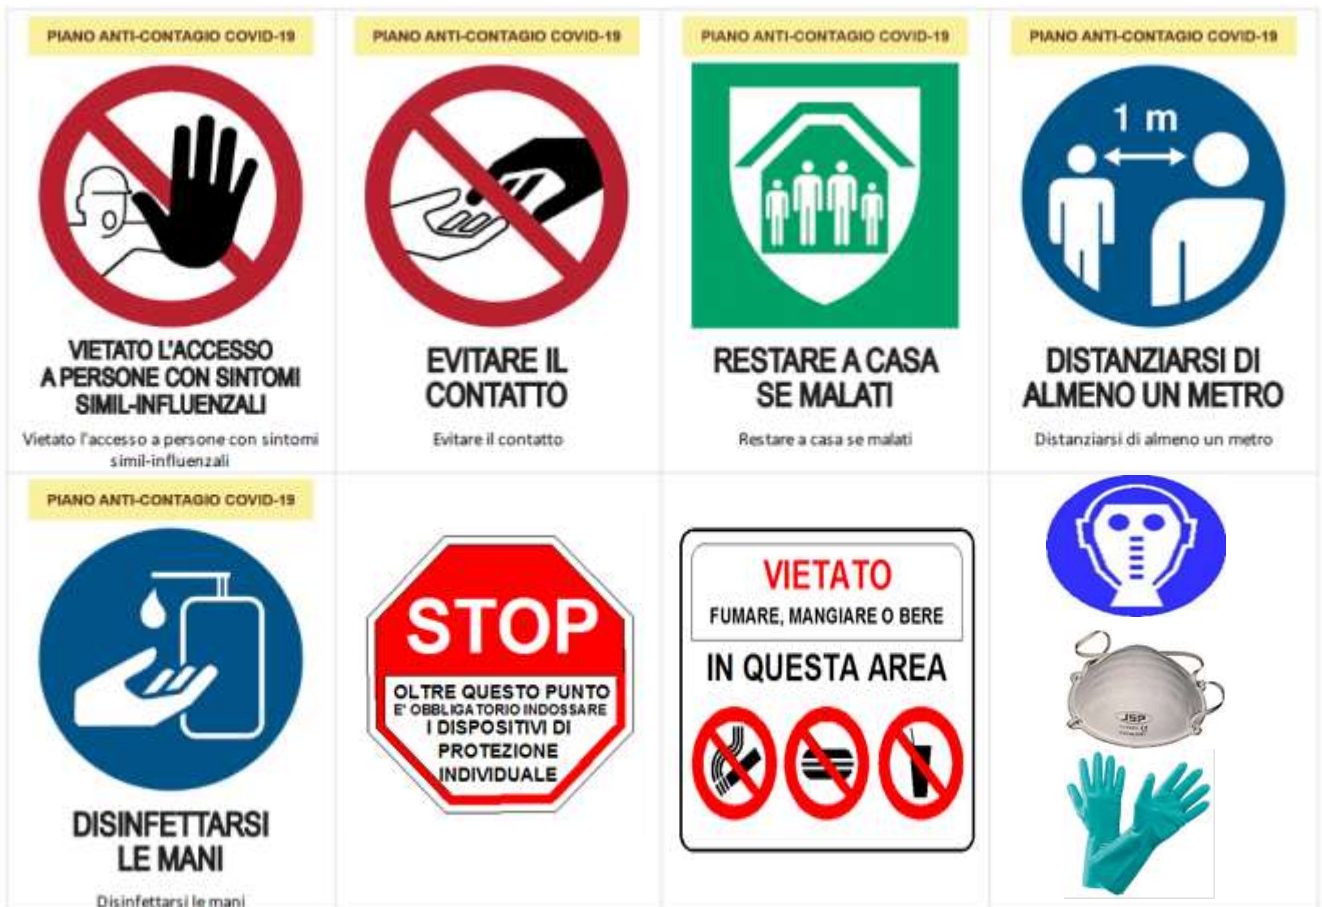 PIANO ANTI-CONTAGIO COVID-19
VIETATO L'ACCESSO
A PERSONE CON SINTOMI
SIMIL-INFLUENZALI
Vietato l'accesso a persone con sintomi
simil-influenzali
PIANO ANTI-CONTAGIO COVID-19
EVITARE IL
CONTATTO
Evitare il contatto
PIANO ANTI-CONTAGIO COVID-19
RESTARE A CASA
SE MALATI
Restare a casa se malati
PIANO ANTI-CONTAGIO COVID-19
1 m
DISTANZIARSI DI
ALMENO UN METRO
Distanziarsi di almeno un metro
PIANO ANTI-CONTAGIO COVID-19
DISINFETTARSI
LE MANI
Disinfettarsi le mani
STOP
OLTRE QUESTO PUNTO
E' OBBLIGATORIO INDOSSARE
I DISPOSITIVI DI
PROTEZIONE
INDIVIDUALE
VIETATO
FUMARE, MANGIARE O BERE
IN QUESTA AREA
JSP